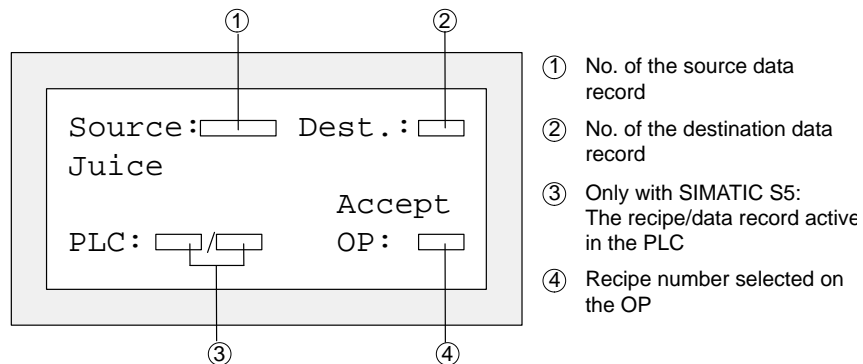 ① ②
Source: Dest.:
Juice
Accept
PLC: / OP:
③ ④
① No. of the source data
record
② No. of the destination data
record
③ Only with SIMATIC S5:
The recipe/data record active
in the PLC
④ Recipe number selected on
the OP